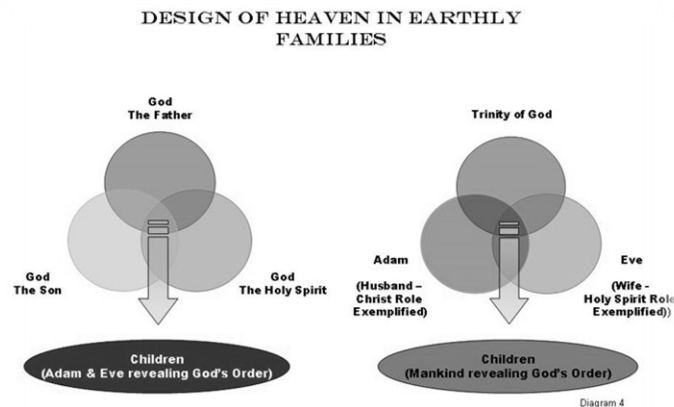 DESIGN OF HEAVEN IN EARTHLY
FAMILIES
God
The Father
God
The Son
God
The Holy Spirit
Children
(Adam & Eve revealing God's Order)
Trinity of God
Adam
(Husband –
Christ Role
Exemplified)
Eve
(Wife -
Holy Spirit Role
Exemplified))
Children
(Mankind revealing God's Order)
Diagram 4